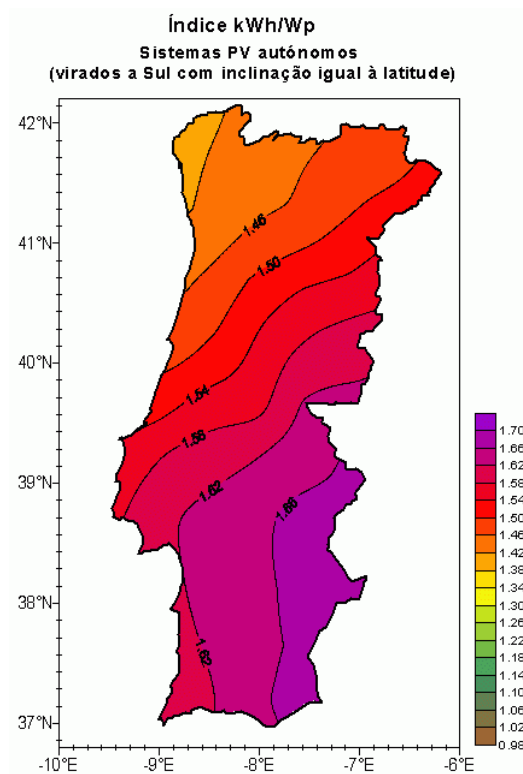 Índice kWh/Wp
Sistemas PV autónomos
(virados a Sul com inclinação igual à latitude)
42°N
41°N
40°N
39°N
38°N
37°N
1.46
1.50
1.54
1.58
1.62
1.66
1.62
1.70
1.66
1.62
1.58
1.54
1.50
1.46
1.42
1.38
1.34
1.30
1.26
1.22
1.18
1.14
1.10
1.06
1.02
0.98
-10°E
-9°E
-8°E
-7°E
-6°E